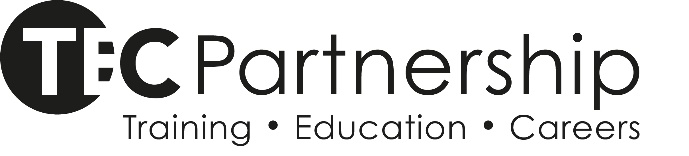 TEC Partnership
Training • Education • Careers